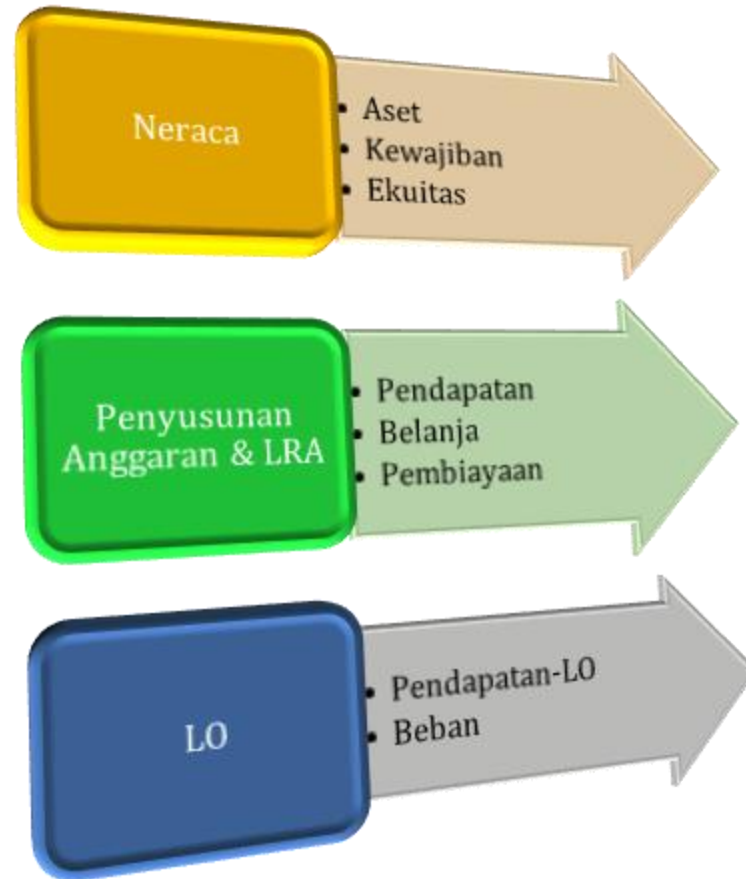 Neraca
• Aset
• Kewajiban
• Ekuitas
Penyusunan
Anggaran & LRA
• Pendapatan
• Belanja
• Pembiayaan
LO
• Pendapatan-LO
• Beban